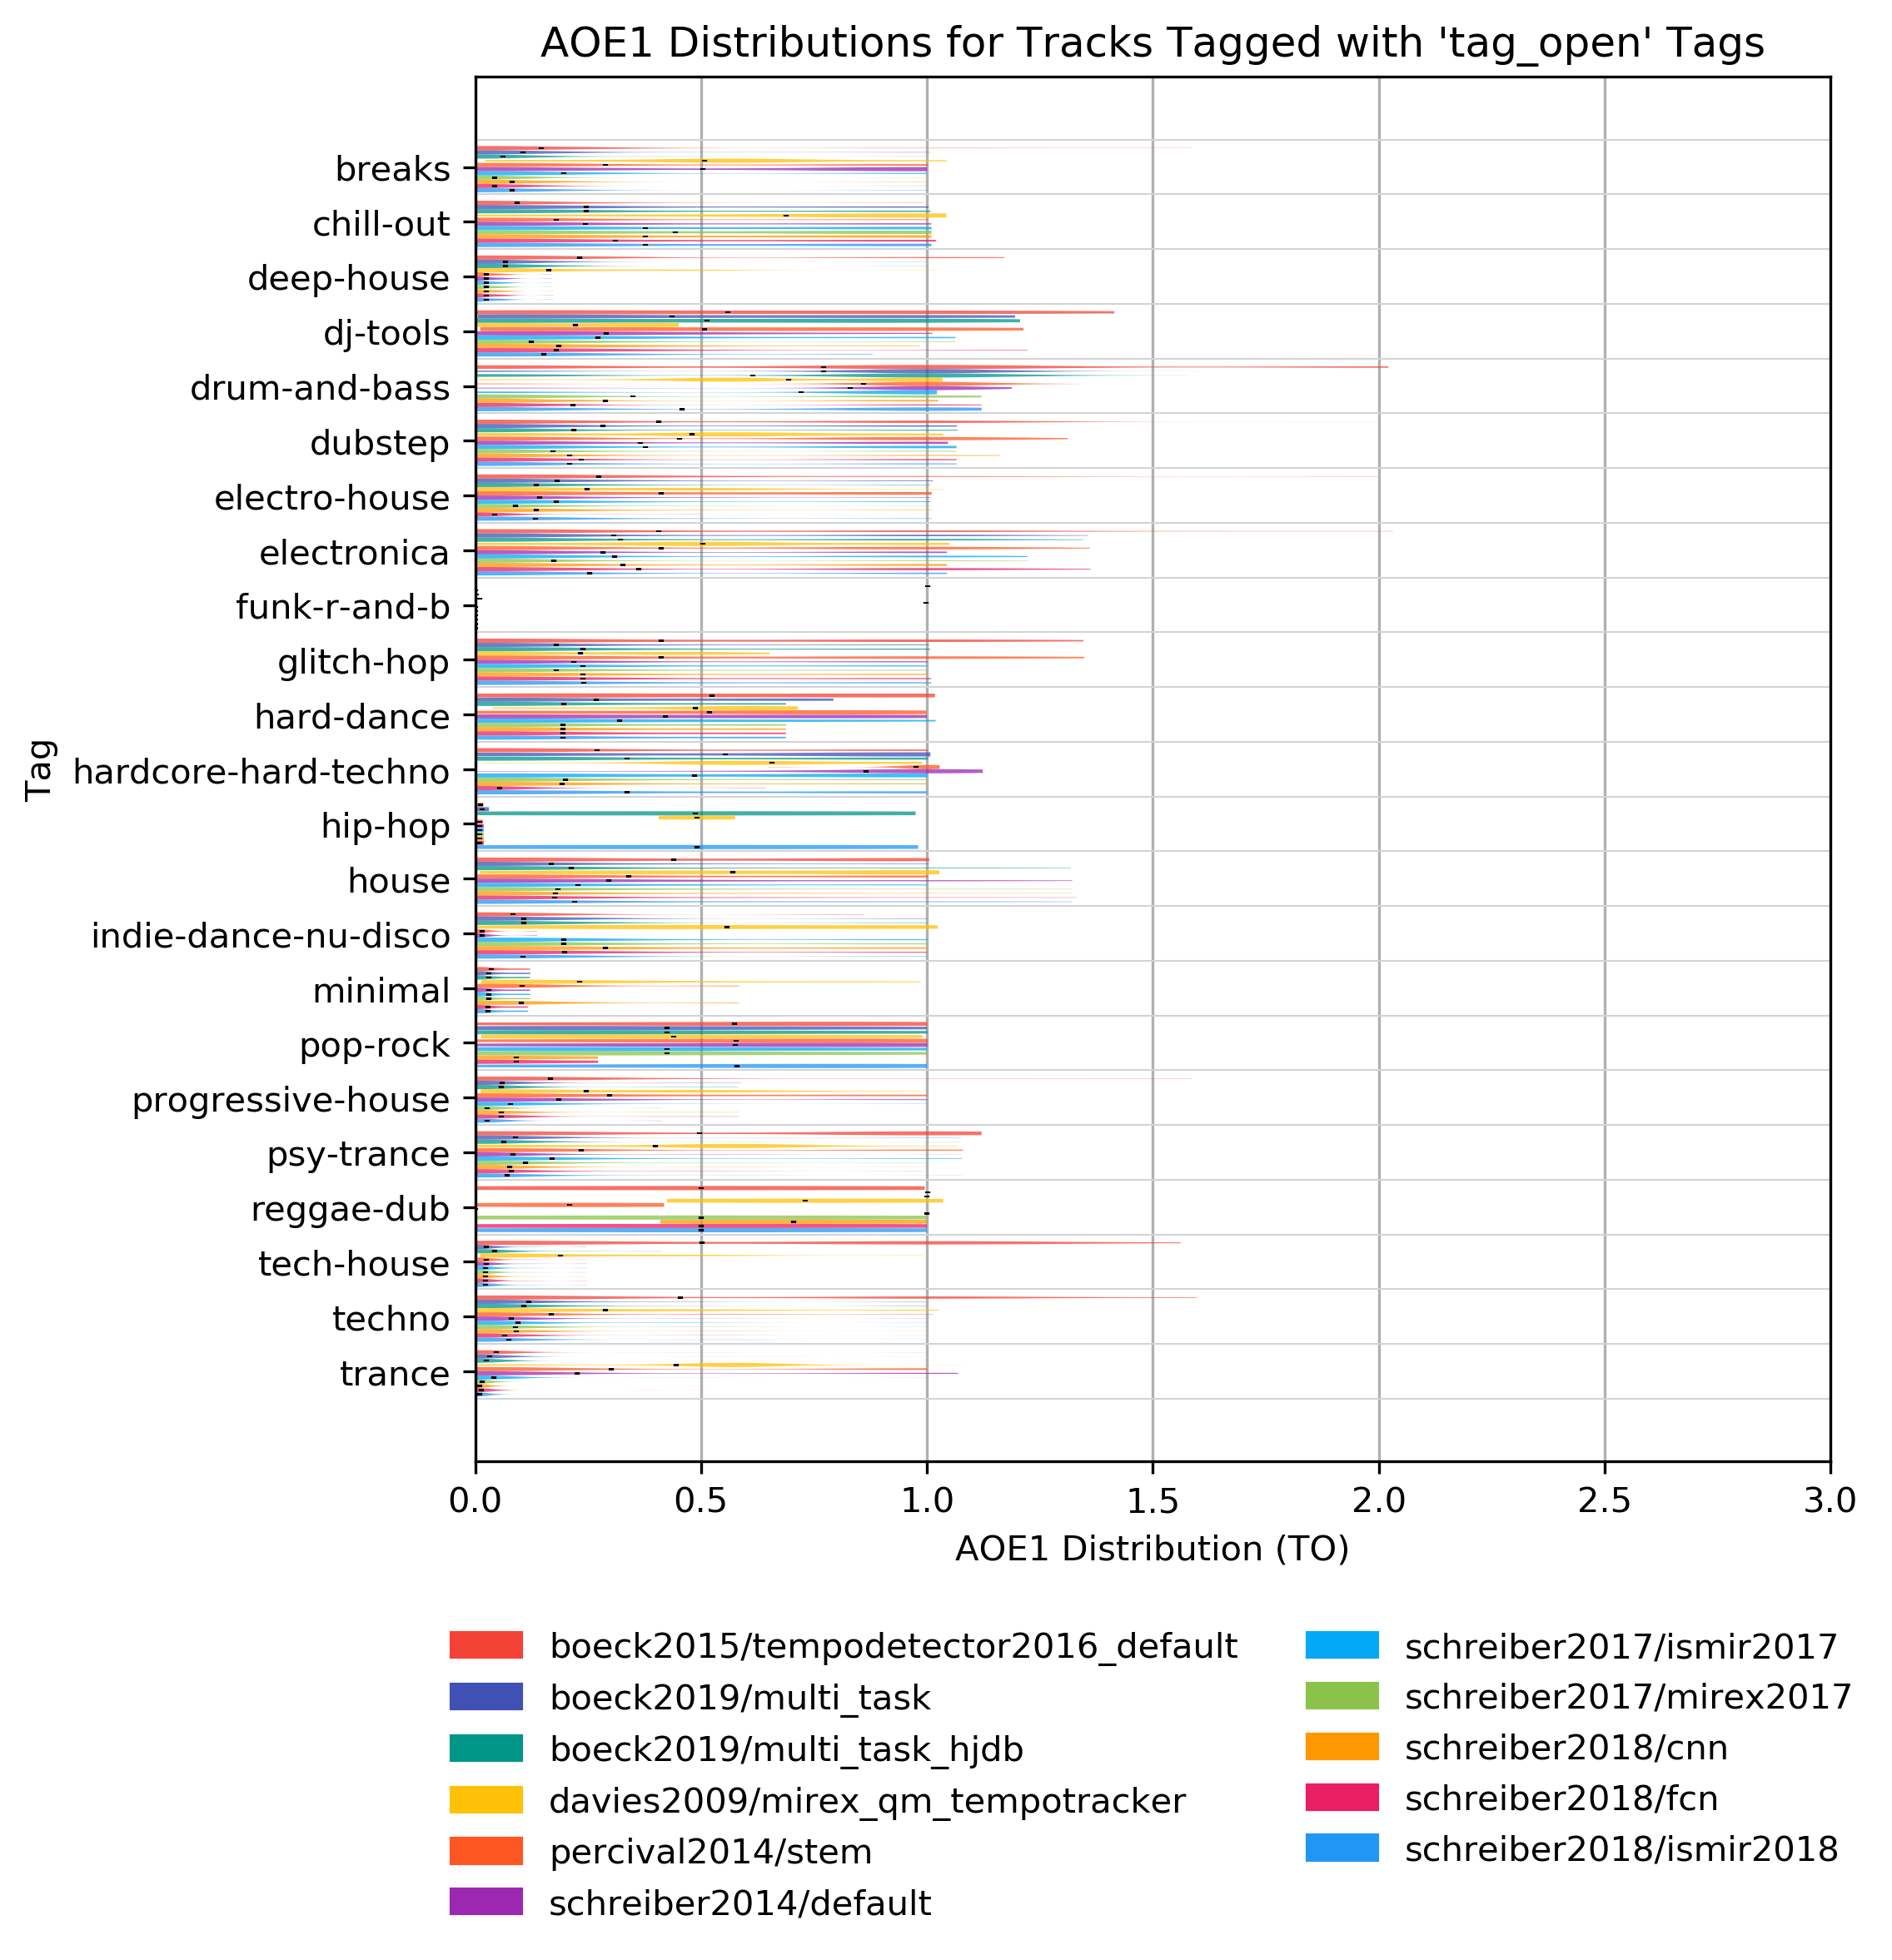 AOE1 Distributions for Tracks Tagged with 'tag_open' Tags
Tag
breaks
chill-out
deep-house
dj-tools
drum-and-bass
dubstep
electro-house
electronica
funk-r-and-b
glitch-hop
hard-dance
hardcore-hard-techno
hip-hop
house
indie-dance-nu-disco
minimal
pop-rock
progressive-house
psy-trance
reggae-dub
tech-house
techno
trance
0.0 0.5 1.0 1.5 2.0 2.5 3.0
AOE1 Distribution (TO)
boeck2015/tempodetector2016_default
boeck2019/multi_task
boeck2019/multi_task_hjdb
davies2009/mirex_qm_tempotracker
percival2014/stem
schreiber2014/default
schreiber2017/ismir2017
schreiber2017/mirex2017
schreiber2018/cnn
schreiber2018/fcn
schreiber2018/ismir2018